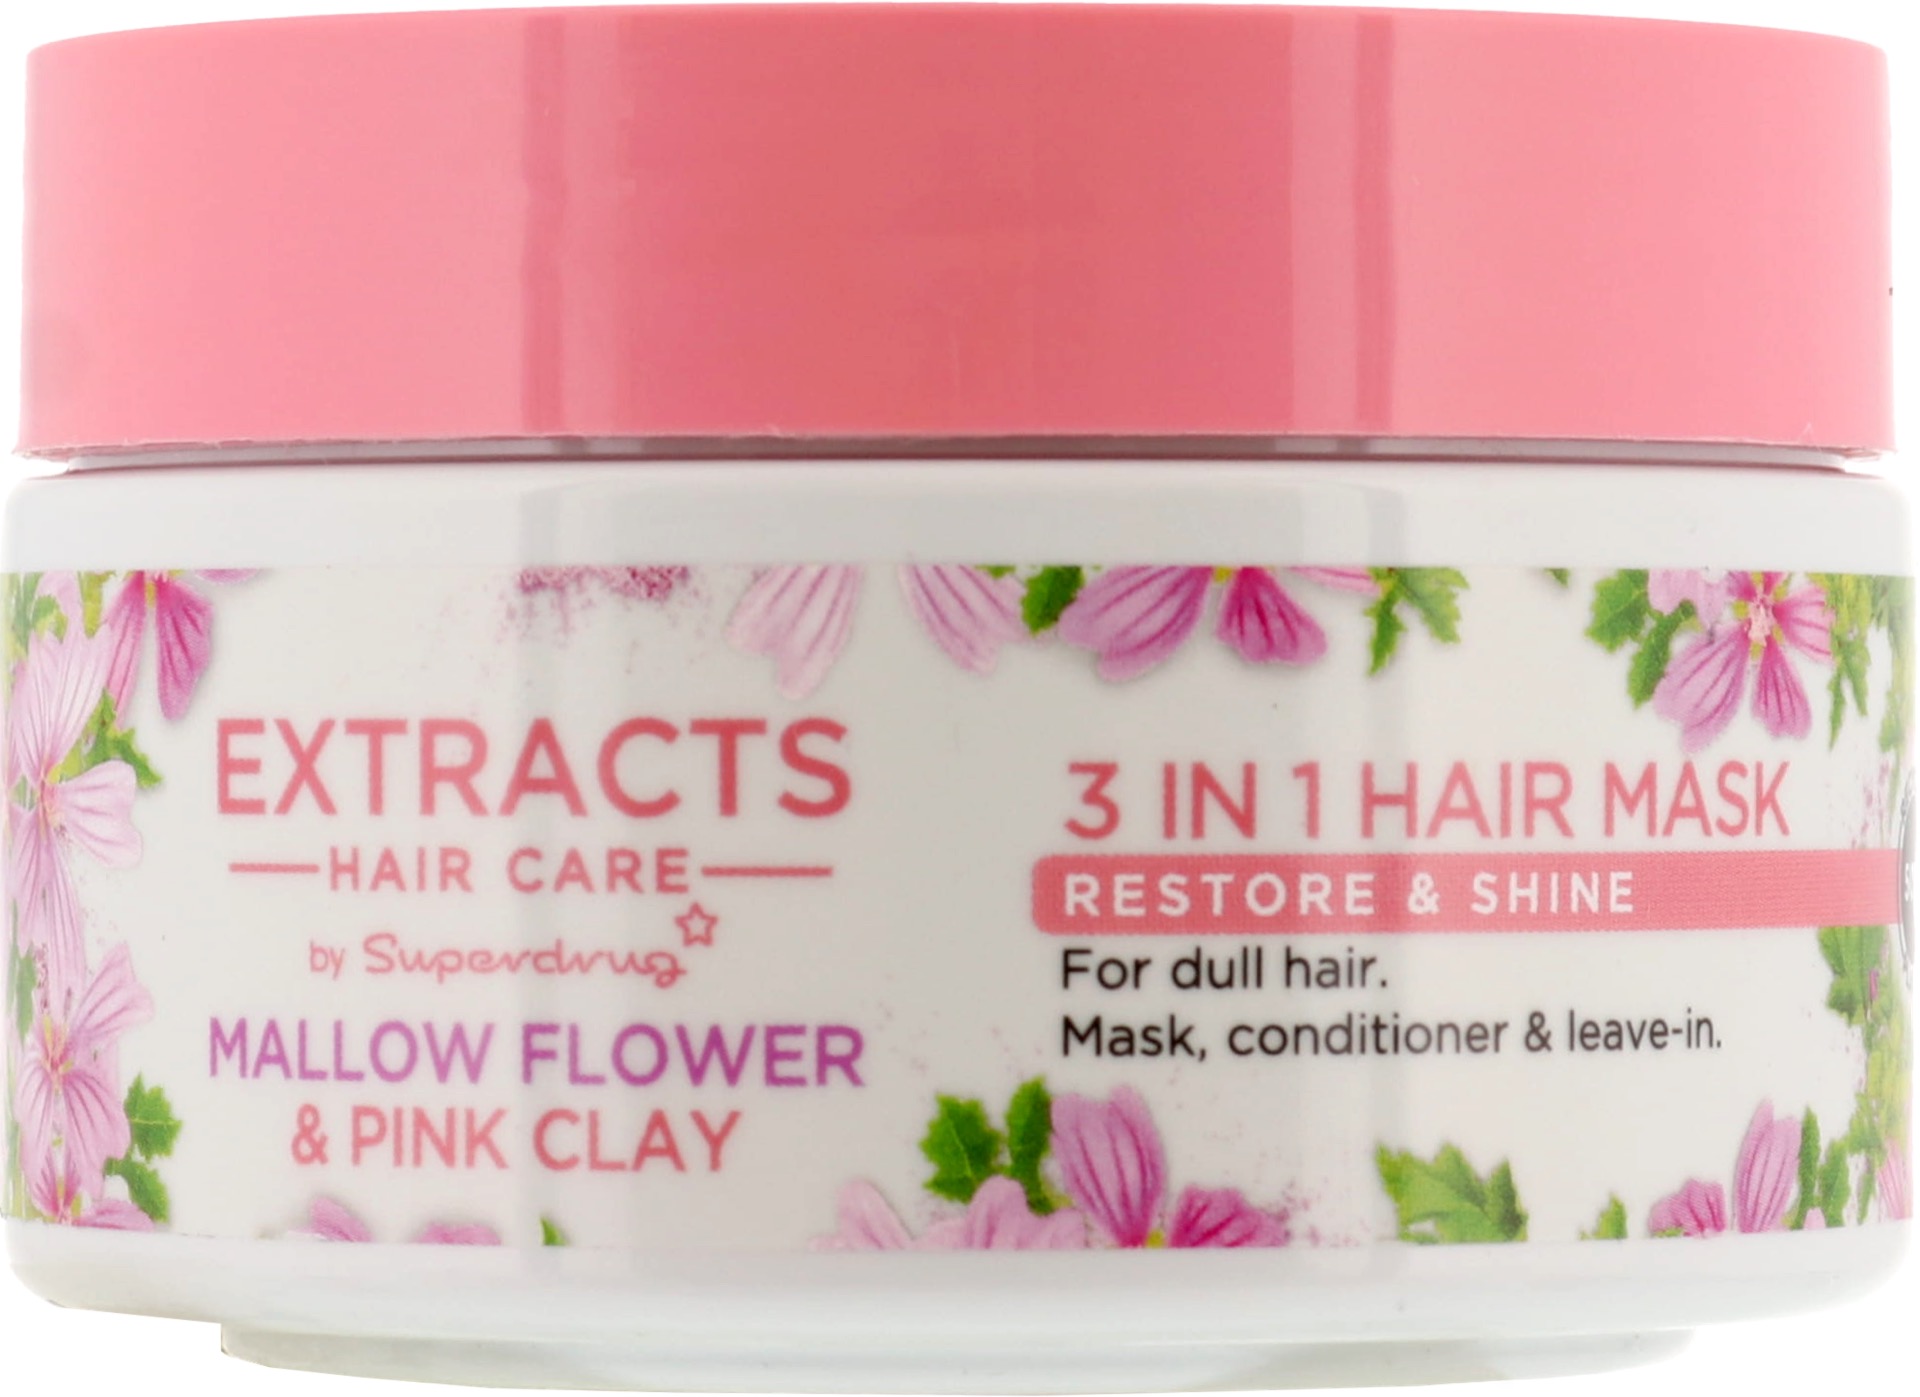 EXTRACTS
HAIR CARE
by Superdrug
MALLOW FLOWER
& PINK CLAY
3 IN 1 HAIR MASK
RESTORE & SHINE
For dull hair.
Mask, conditioner & leave-in.